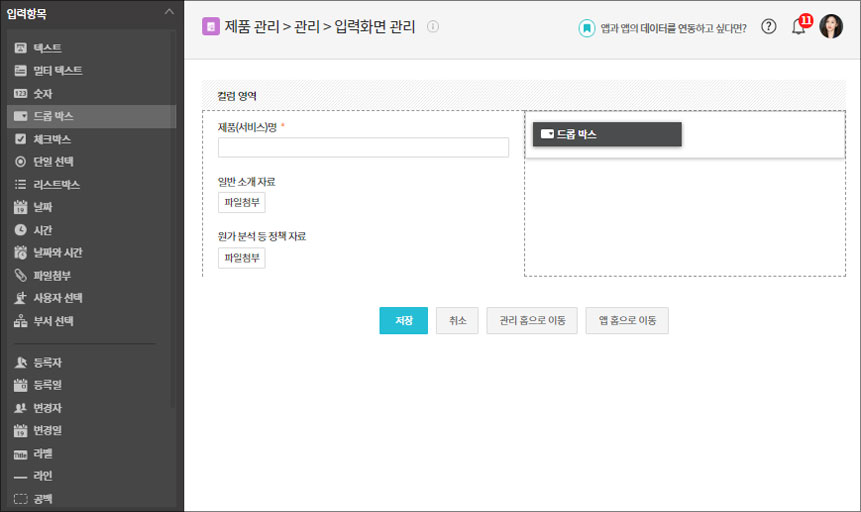 입력항목
텍스트
멀티 텍스트
123 숫자
드롭 박스
체크박스
단일 선택
리스트박스
19 날짜
시간
날짜와 시간
파일첨부
사용자 선택
부서 선택
등록자
등록일
변경자
19 변경일
Title 라벨
라인
공백
제품 관리 > 관리 > 입력화면 관리
앱과 앱의 데이터를 연동하고 싶다면?
11
컬럼 영역
제품(서비스)명 *
드롭 박스
일반 소개 자료
파일첨부
원가 분석 등 정책 자료
파일첨부
저장 취소 관리 홈으로 이동 앱 홈으로 이동